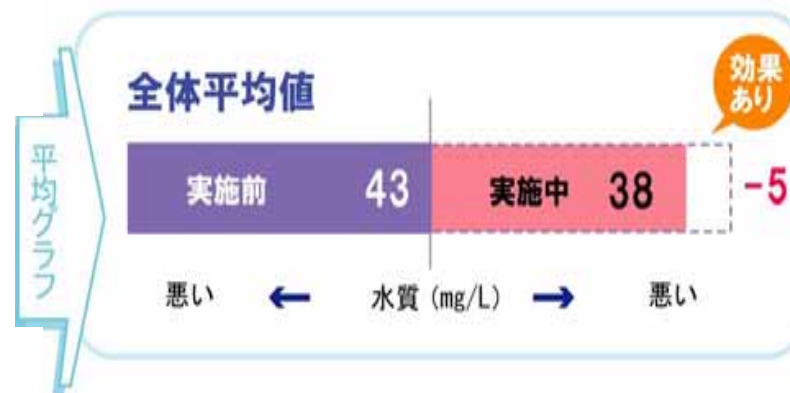 平均グラフ
全体平均値
効果
あり
実施前 43 実施中 38 -5
悪い ← 水質 (mg/L) → 悪い